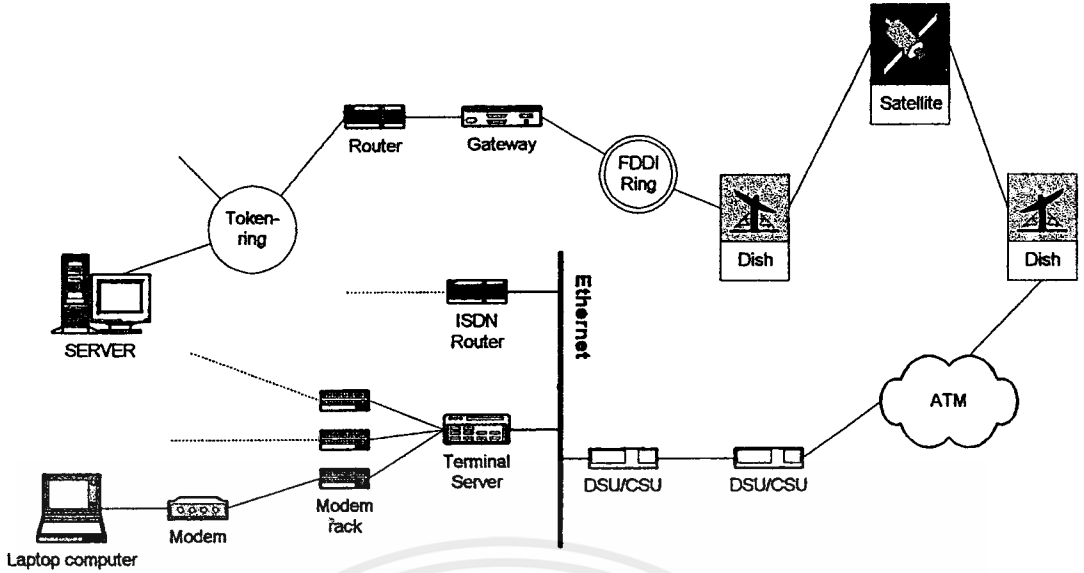 Satellite
Router
Gateway
FDDI
Ring
Token-
ring
Dish
Dish
SERVER
ISDN
Router
Ethernet
ATM
Terminal
Server
DSU/CSU
DSU/CSU
Modem
rack
Modem
Laptop computer